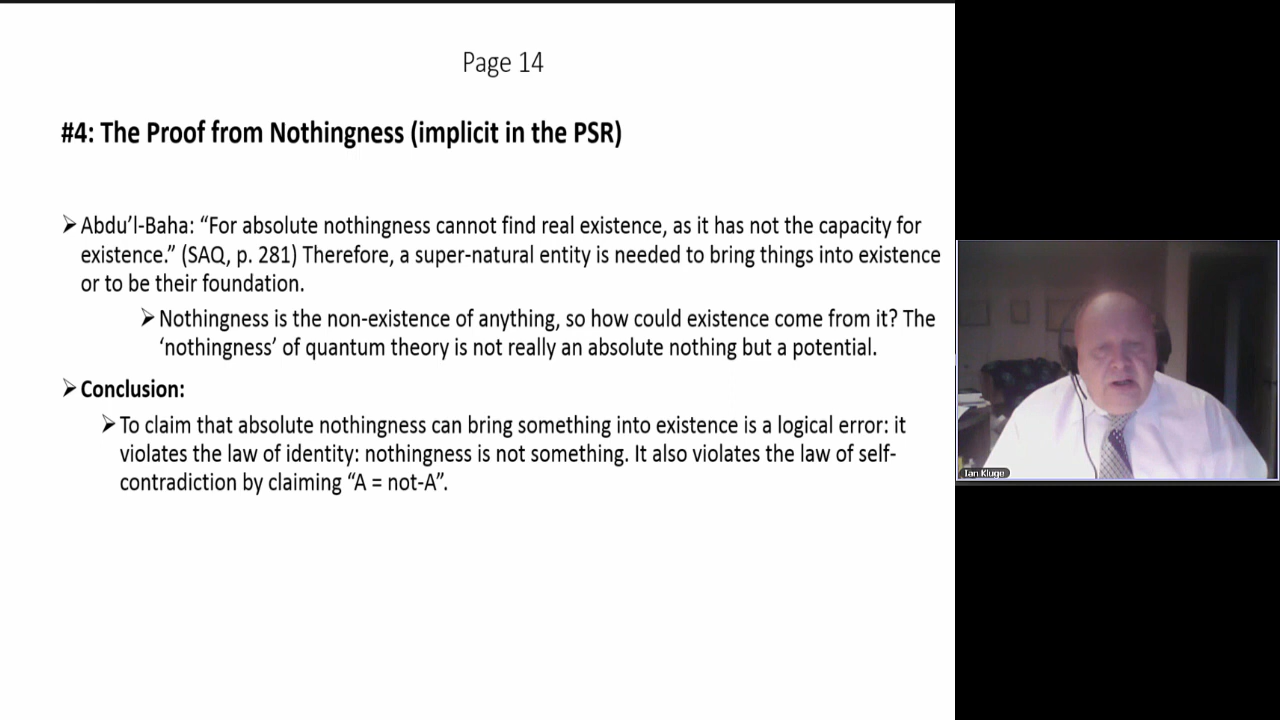 Page 14
#4: The Proof from Nothingness (implicit in the PSR)
➢ Abdu’l-Baha: “For absolute nothingness cannot find real existence, as it has not the capacity for
existence.” (SAQ, p. 281) Therefore, a super-natural entity is needed to bring things into existence
or to be their foundation.
➢ Nothingness is the non-existence of anything, so how could existence come from it? The
‘nothingness’ of quantum theory is not really an absolute nothing but a potential.
➢ Conclusion:
➢ To claim that absolute nothingness can bring something into existence is a logical error: it
violates the law of identity: nothingness is not something. It also violates the law of self-
contradiction by claiming “A = not-A”.
Ian Kluge